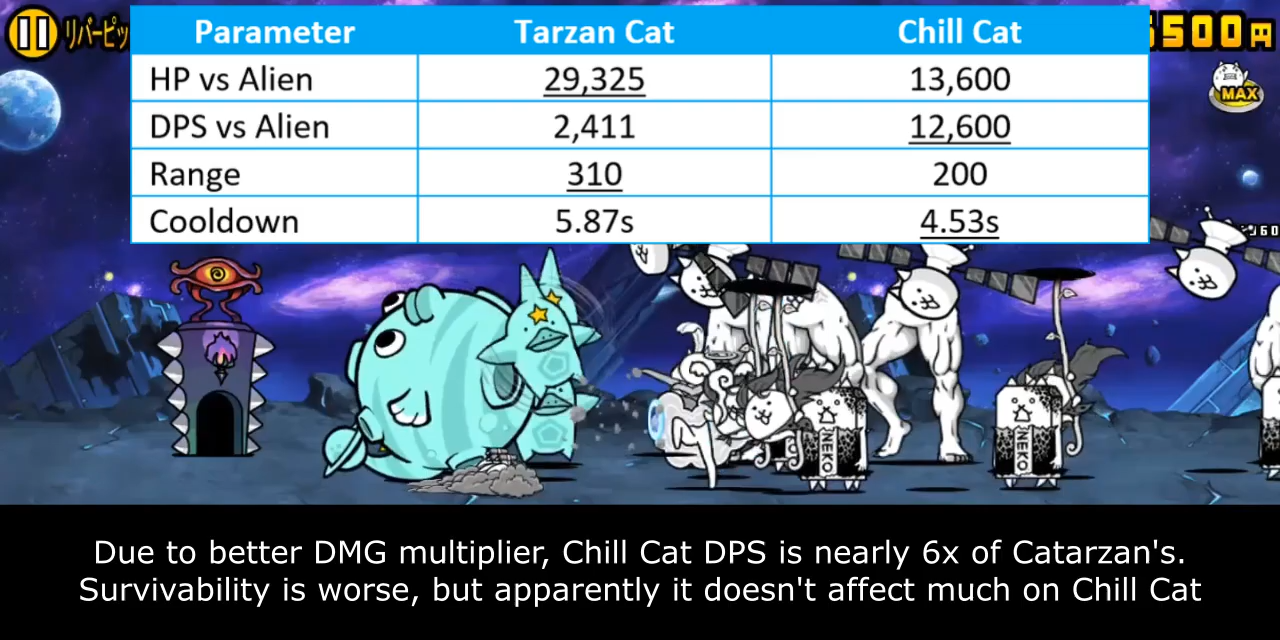 リバーピッ
Parameter Tarzan Cat Chill Cat
500円
MAX
HP vs Alien 29,325 13,600
DPS vs Alien 2,411 12,600
Range 310 200
Cooldown 5.87s 4.53s
NEKO
NEKO
Due to better DMG multiplier, Chill Cat DPS is nearly 6x of Catarzan's.
Survivability is worse, but apparently it doesn't affect much on Chill Cat